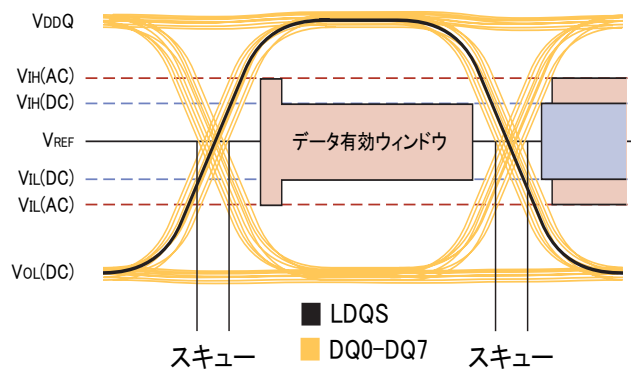 VDDQ
VIH(AC)
VIH(DC)
VREF
VIL(DC)
VIL(AC)
VOL(DC)
データ有効ウィンドウ
スキュー
スキュー
LDQS
DQ0-DQ7